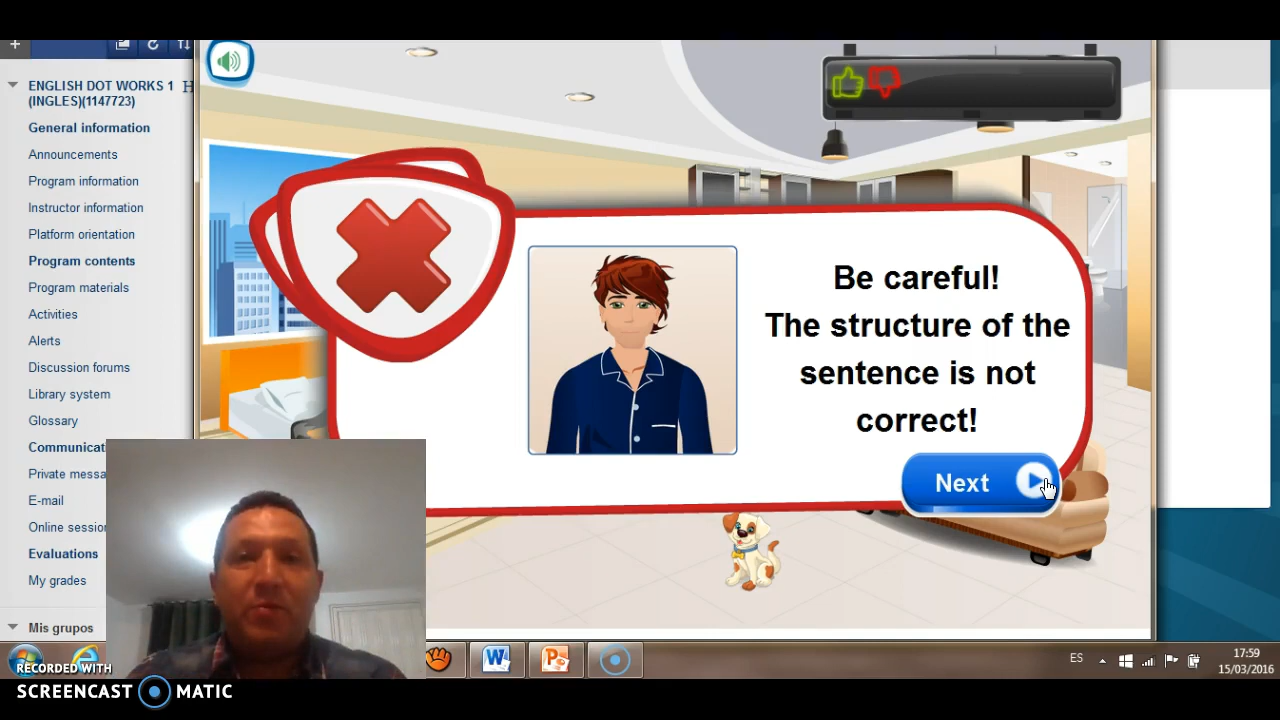 ENGLISH DOT WORKS 1
(INGLES)(1147723)
H
General information
Announcements
Program information
Instructor information
Platform orientation
Program contents
Program materials
Activities
Alerts
Discussion forums
Library system
Glossary
Communicati
Private messa
E-mail
Online sessio
Evaluations
My grades
Mis grupos
Be careful!
The structure of the
sentence is not
correct!
Next
ES
17:59
15/03/2016
RECORDED WITH
SCREENCAST MATIC